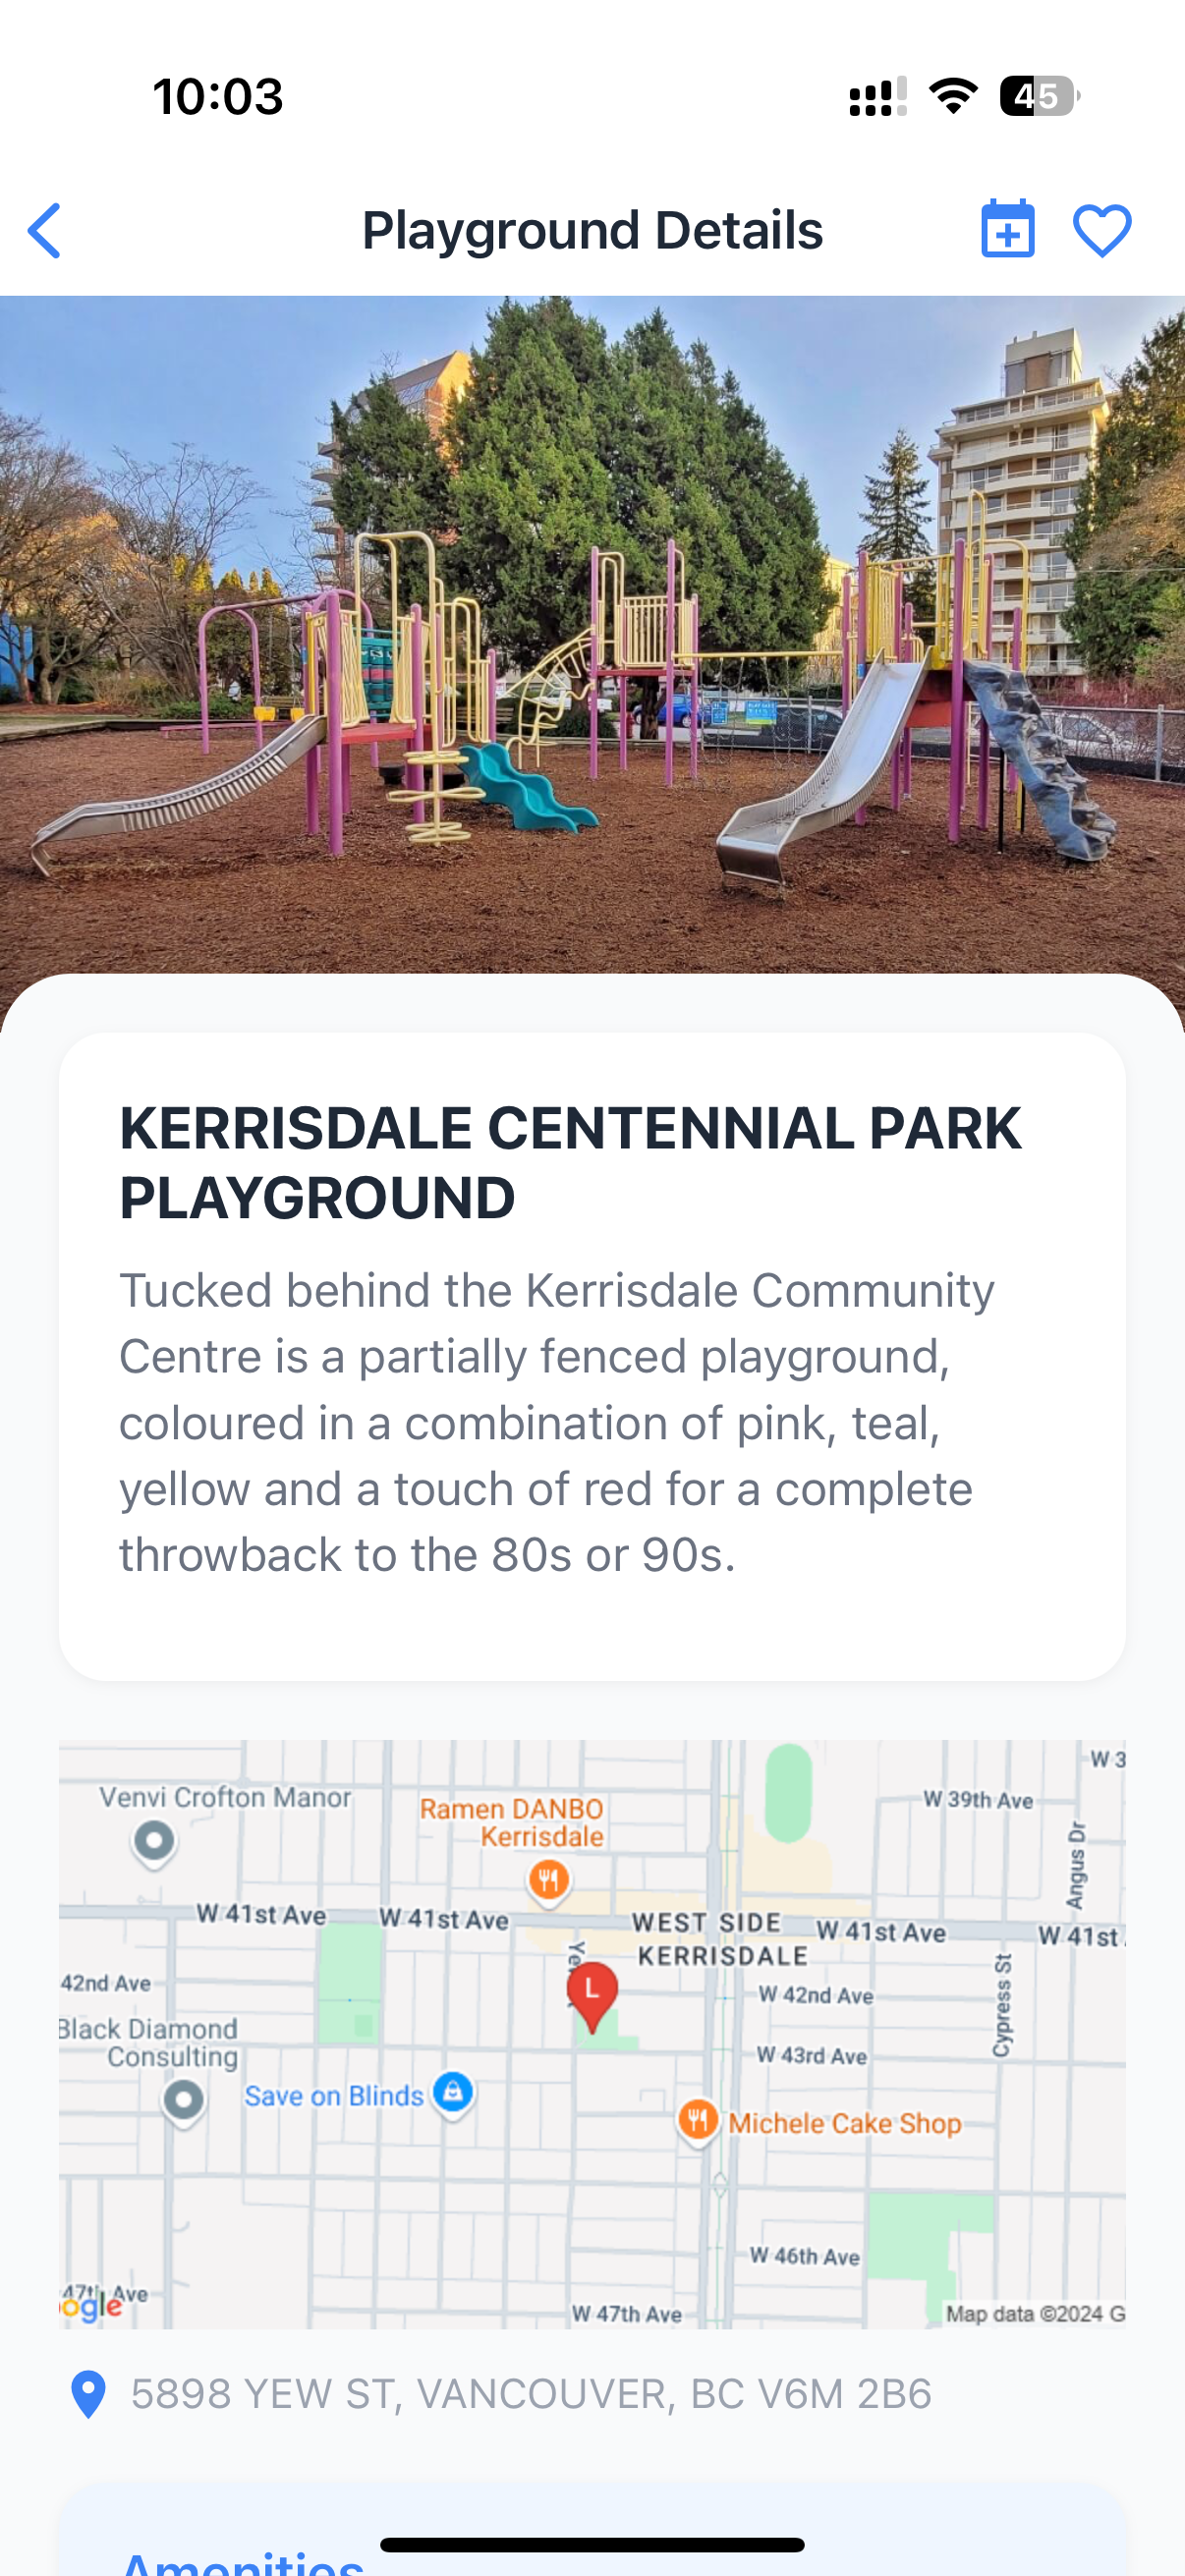 10:03
45
Playground Details
KERRISDALE CENTENNIAL PARK
PLAYGROUND
Tucked behind the Kerrisdale Community
Centre is a partially fenced playground,
coloured in a combination of pink, teal,
yellow and a touch of red for a complete
throwback to the 80s or 90s.
W 3
Venvi Crofton Manor
W 39th Ave
Ramen DANBO
Kerrisdale
Angus Dr
W 41st Ave
W 41st Ave
WEST SIDE
KERRISDALE
W 41st Ave
W 41st
Ye
L
42nd Ave
W 42nd Ave
Cypress St
Black Diamond
Consulting
W 43rd Ave
Save on Blinds
Michele Cake Shop
W 46th Ave
47th Ave
ogle
W 47th Ave
Map data ©2024 G
5898 YEW ST, VANCOUVER, BC V6M 2B6
Amenities